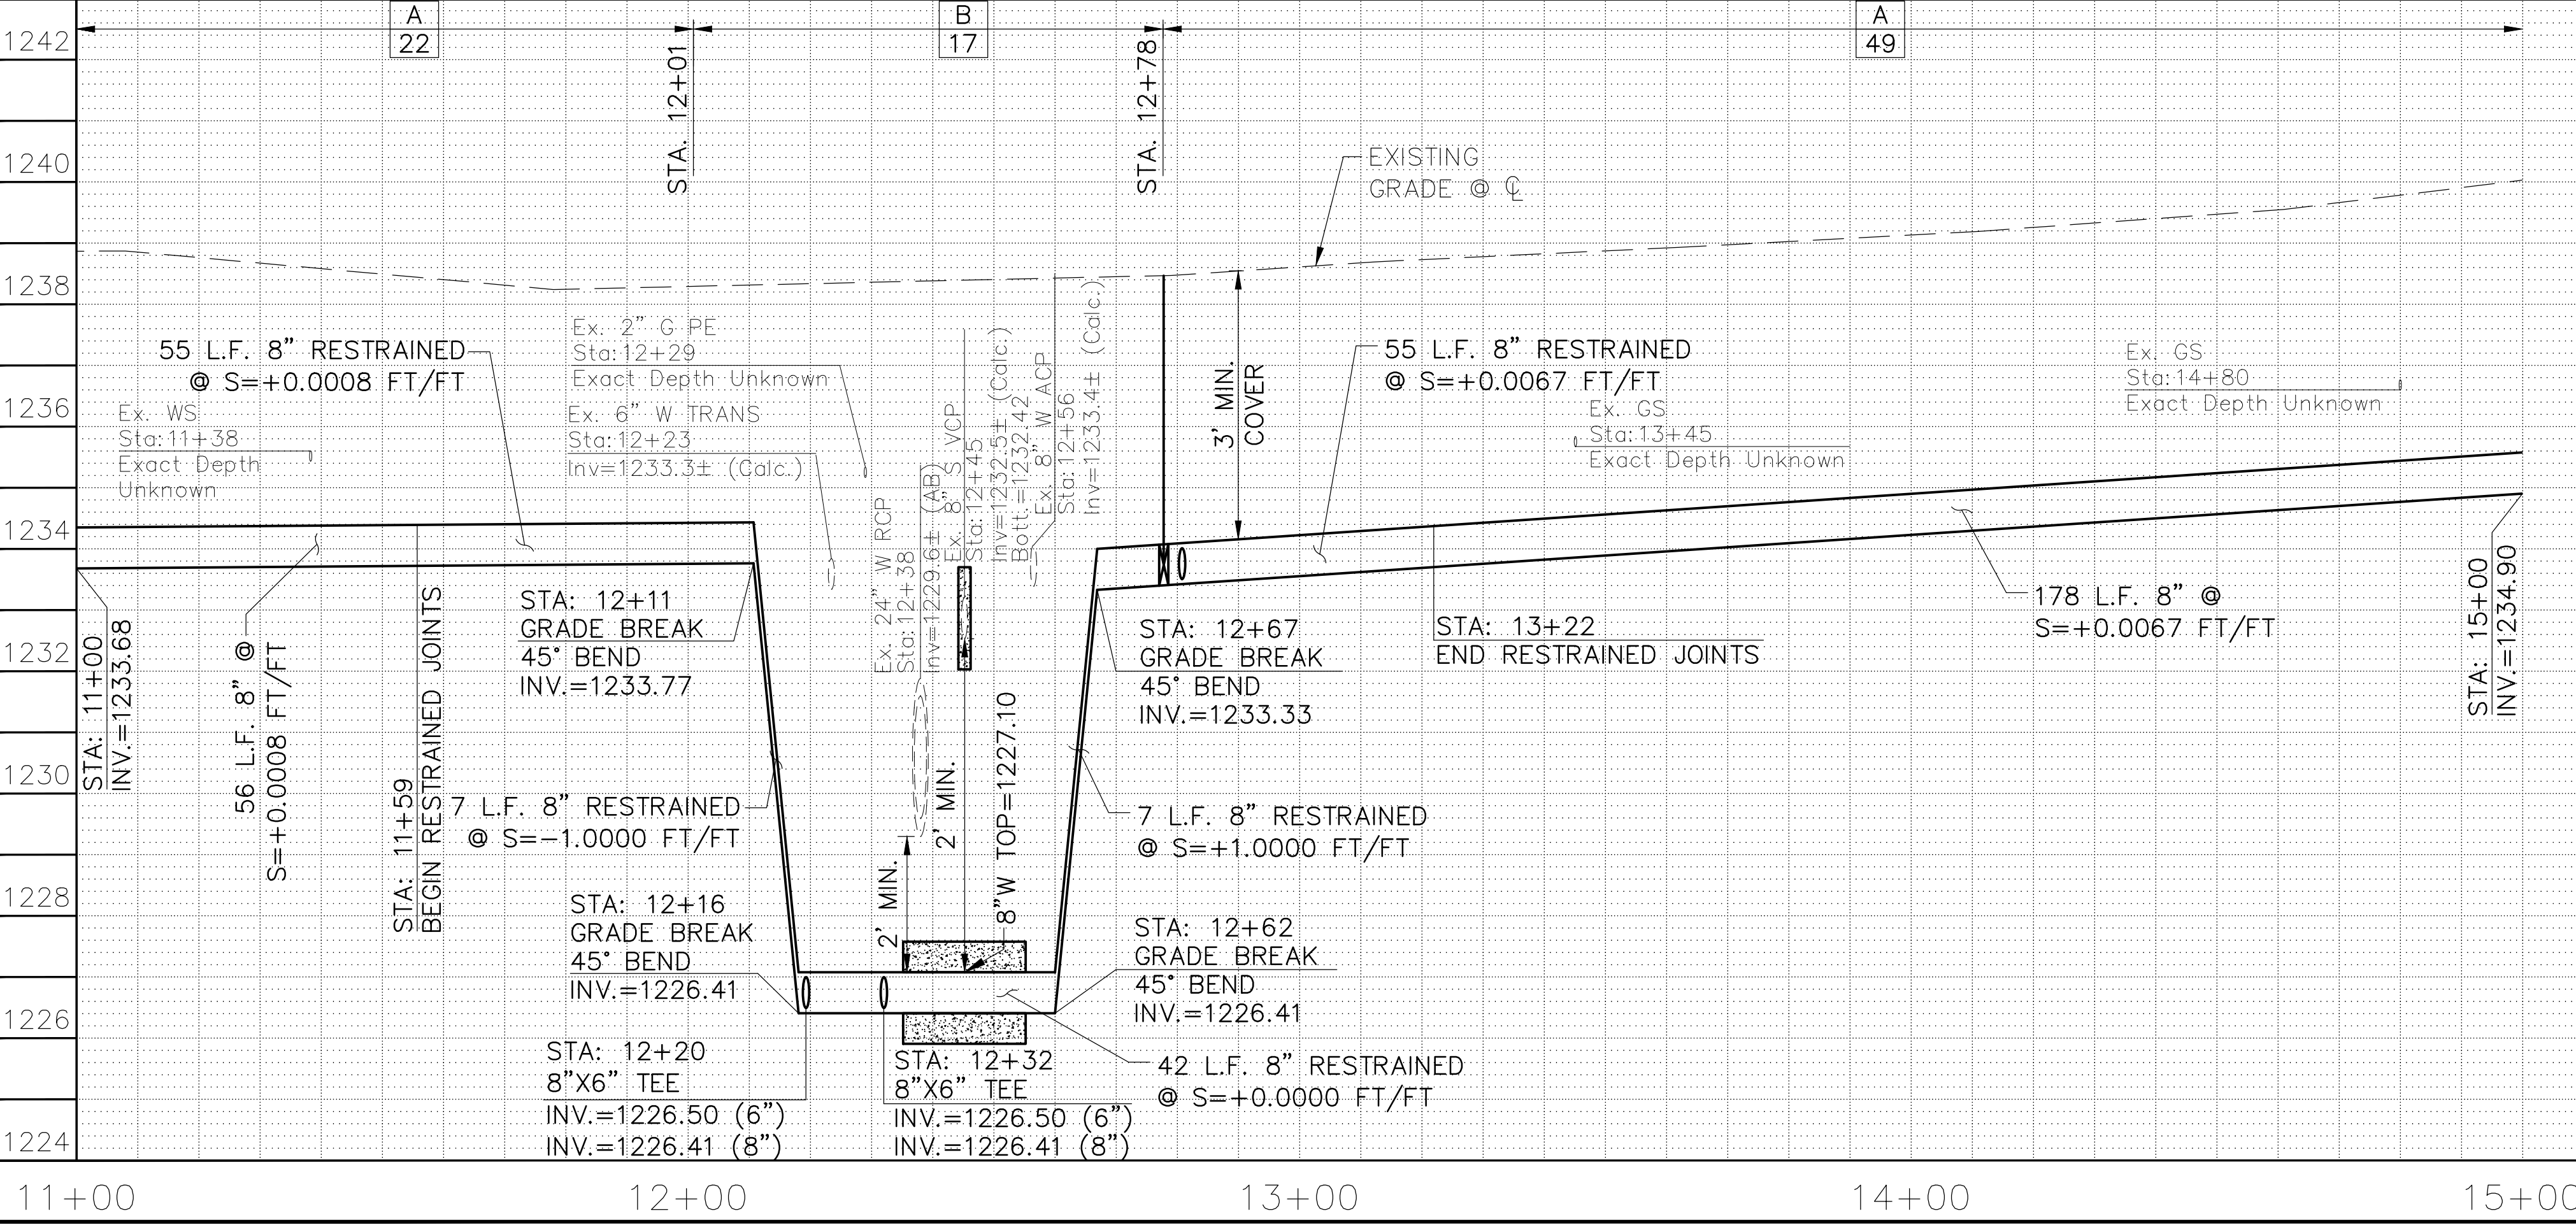 A
22
B
17
A
49
1242
1240
1238
1236
1234
1232
1230
1228
1226
1224
STA. 12+01
STA. 12+78
EXISTING
GRADE @ ℄
55 L.F. 8” RESTRAINED
@ S=+0.0008 FT/FT
Ex. WS
Sta:11+38
Exact Depth
Unknown
Ex. 2” G PE
Sta:12+29
Exact Depth Unknown
Ex. 6” W TRANS
Sta:12+23
Inv=1233.3± (Calc.)
Ex. 24” W RCP
Sta:12+38
Inv=1229.6± (AB)
Ex. 8” S VCP
Sta:12+45
Inv=1232.5± (Calc.)
Bott.=1232.42
Ex. 8” W ACP
Sta:12+56
Inv=1233.4± (Calc.)
3’ MIN.
COVER
55 L.F. 8” RESTRAINED
@ S=+0.0067 FT/FT
Ex. GS
Sta:13+45
Exact Depth Unknown
Ex. GS
Sta:14+80
Exact Depth Unknown
STA: 11+00
INV.=1233.68
56 L.F. 8” @
S=+0.0008 FT/FT
STA: 11+59
BEGIN RESTRAINED JOINTS
STA: 12+11
GRADE BREAK
45° BEND
INV.=1233.77
7 L.F. 8” RESTRAINED
@ S=−1.0000 FT/FT
STA: 12+16
GRADE BREAK
45° BEND
INV.=1226.41
2’ MIN.
2’ MIN.
8”W TOP=1227.10
STA: 12+67
GRADE BREAK
45° BEND
INV.=1233.33
7 L.F. 8” RESTRAINED
@ S=+1.0000 FT/FT
STA: 12+62
GRADE BREAK
45° BEND
INV.=1226.41
STA: 13+22
END RESTRAINED JOINTS
178 L.F. 8” @
S=+0.0067 FT/FT
STA: 15+00
INV.=1234.90
STA: 12+20
8”X6” TEE
INV.=1226.50 (6”)
INV.=1226.41 (8”)
STA: 12+32
8”X6” TEE
INV.=1226.50 (6”)
INV.=1226.41 (8”)
42 L.F. 8” RESTRAINED
@ S=+0.0000 FT/FT
11+00
12+00
13+00
14+00
15+00